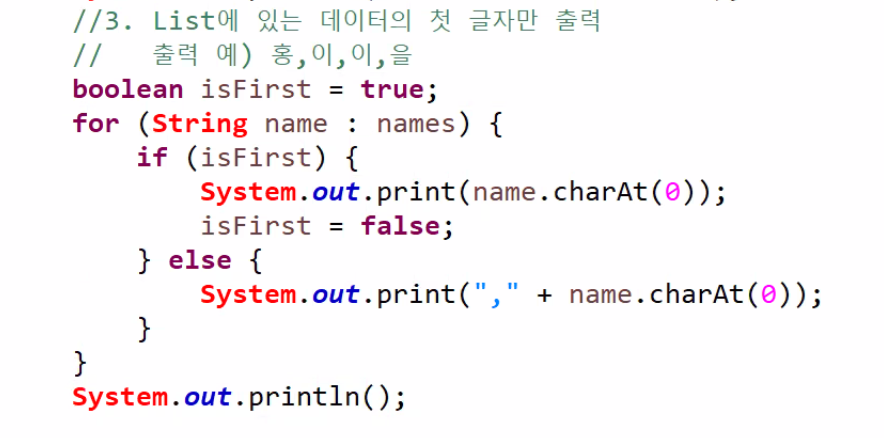 //3. List에 있는 데이터의 첫 글자만 출력
//   출력 예) 홍,이,이,을
boolean isFirst = true;
for (String name : names) {
    if (isFirst) {
        System.out.print(name.charAt(0));
        isFirst = false;
    } else {
        System.out.print("," + name.charAt(0));
    }
}
System.out.println();